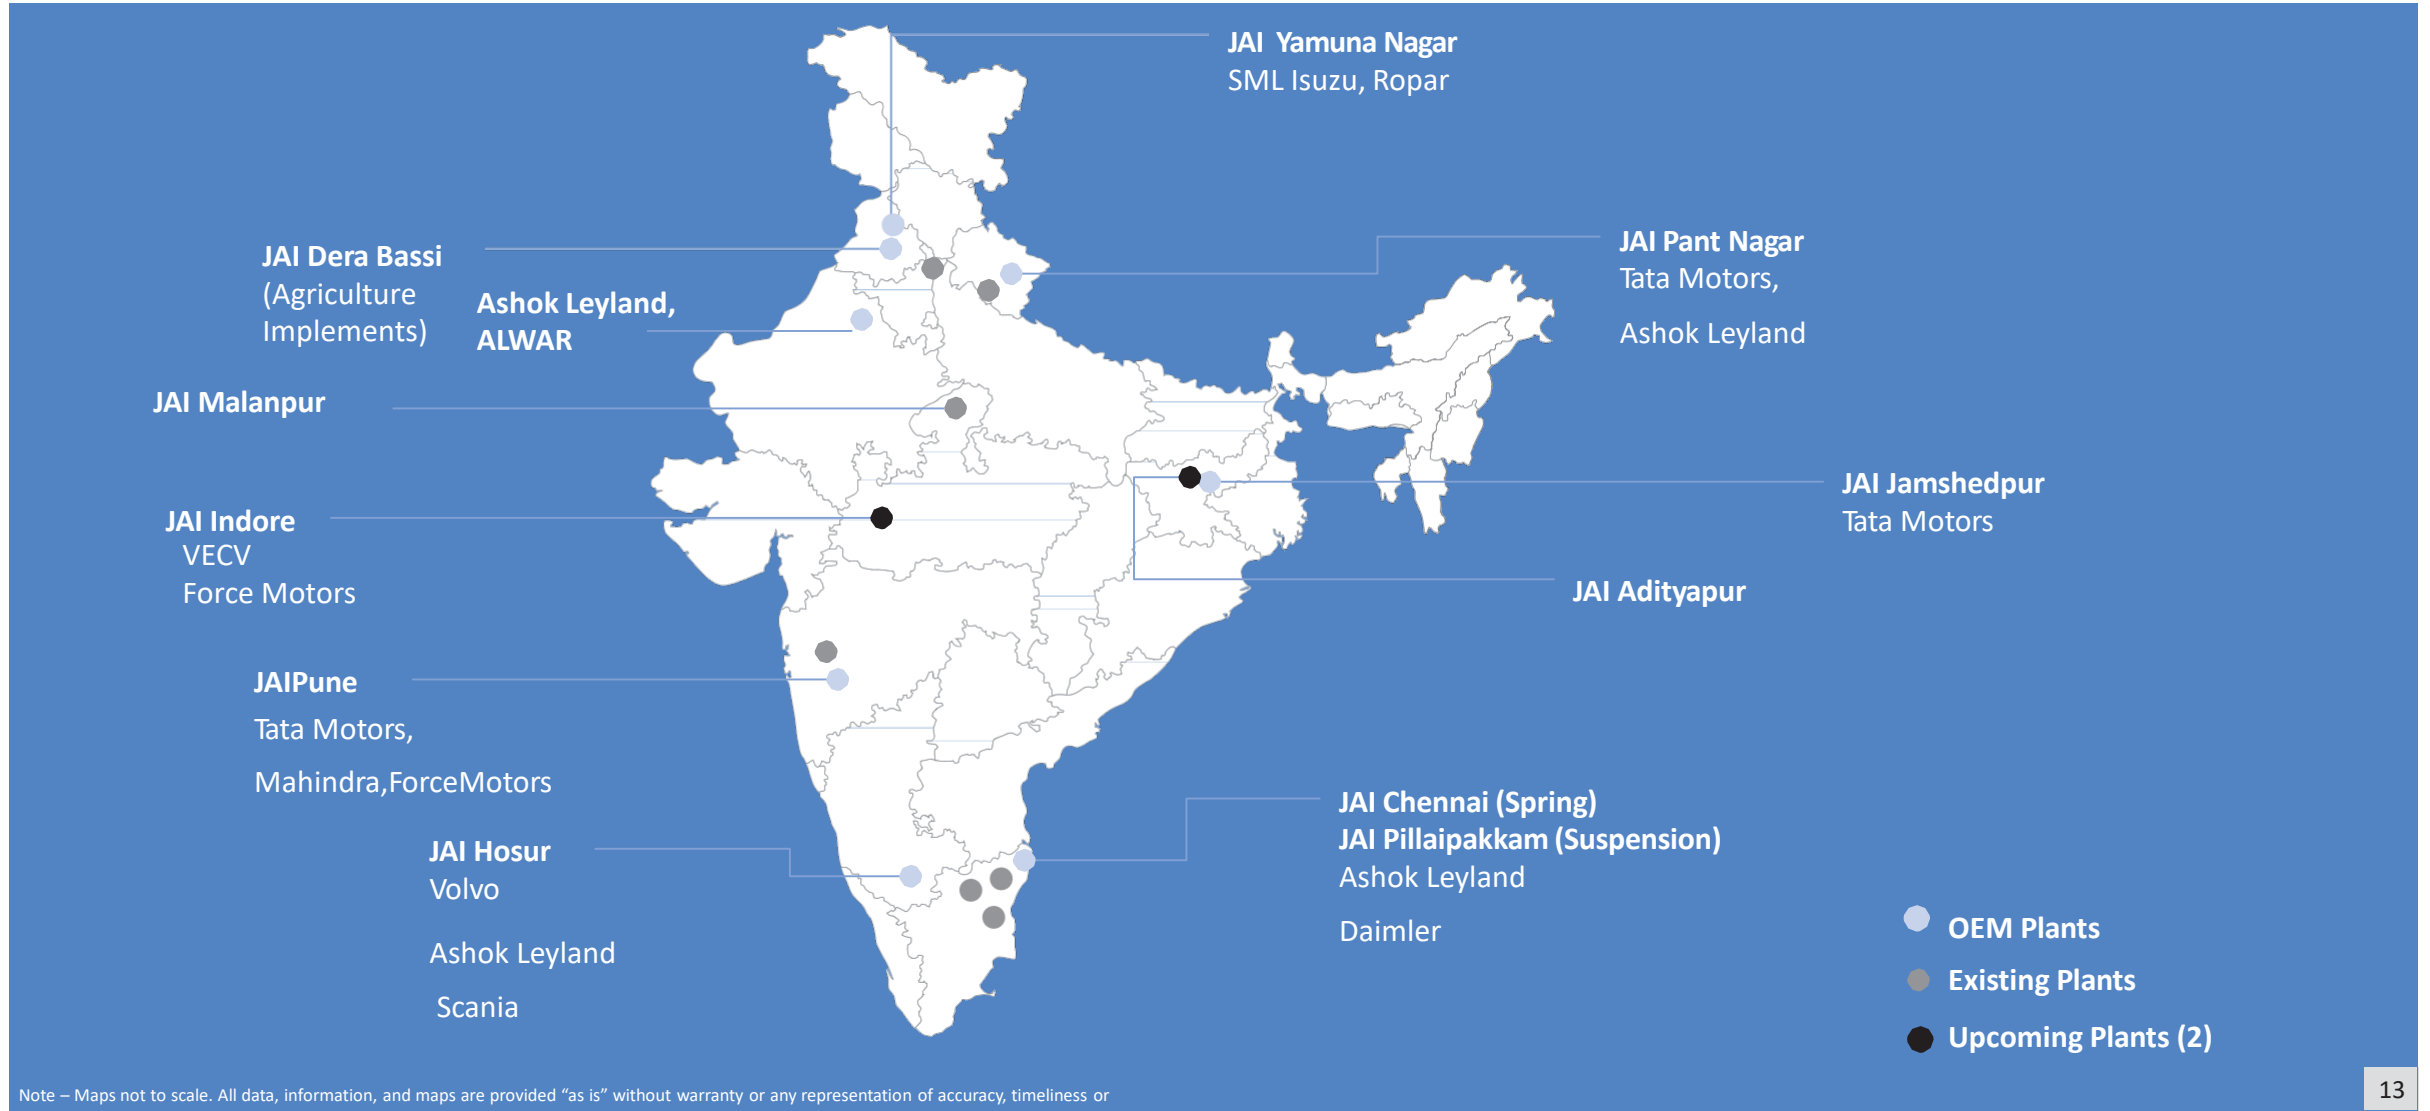 JAI Yamuna Nagar
SML Isuzu, Ropar
JAI Dera Bassi
(Agriculture
Implements)
Ashok Leyland,
ALWAR
JAI Pant Nagar
Tata Motors,
Ashok Leyland
JAI Malanpur
JAI Jamshedpur
Tata Motors
JAI Indore
VECV
Force Motors
JAI Adityapur
JAIPune
Tata Motors,
Mahindra,ForceMotors
JAI Chennai (Spring)
JAI Pillaipakkam (Suspension)
Ashok Leyland
Daimler
JAI Hosur
Volvo
Ashok Leyland
Scania
OEM Plants
Existing Plants
Upcoming Plants (2)
Note – Maps not to scale. All data, information, and maps are provided “as is” without warranty or any representation of accuracy, timeliness or
13